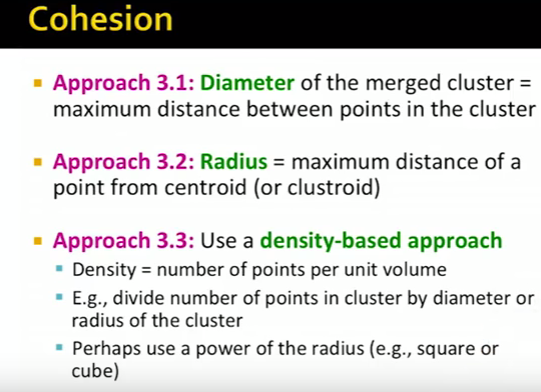 Cohesion
Approach 3.1: Diameter of the merged cluster =
maximum distance between points in the cluster
Approach 3.2: Radius = maximum distance of a
point from centroid (or clustroid)
Approach 3.3: Use a density-based approach
Density = number of points per unit volume
E.g., divide number of points in cluster by diameter or
radius of the cluster
Perhaps use a power of the radius (e.g., square or
cube)